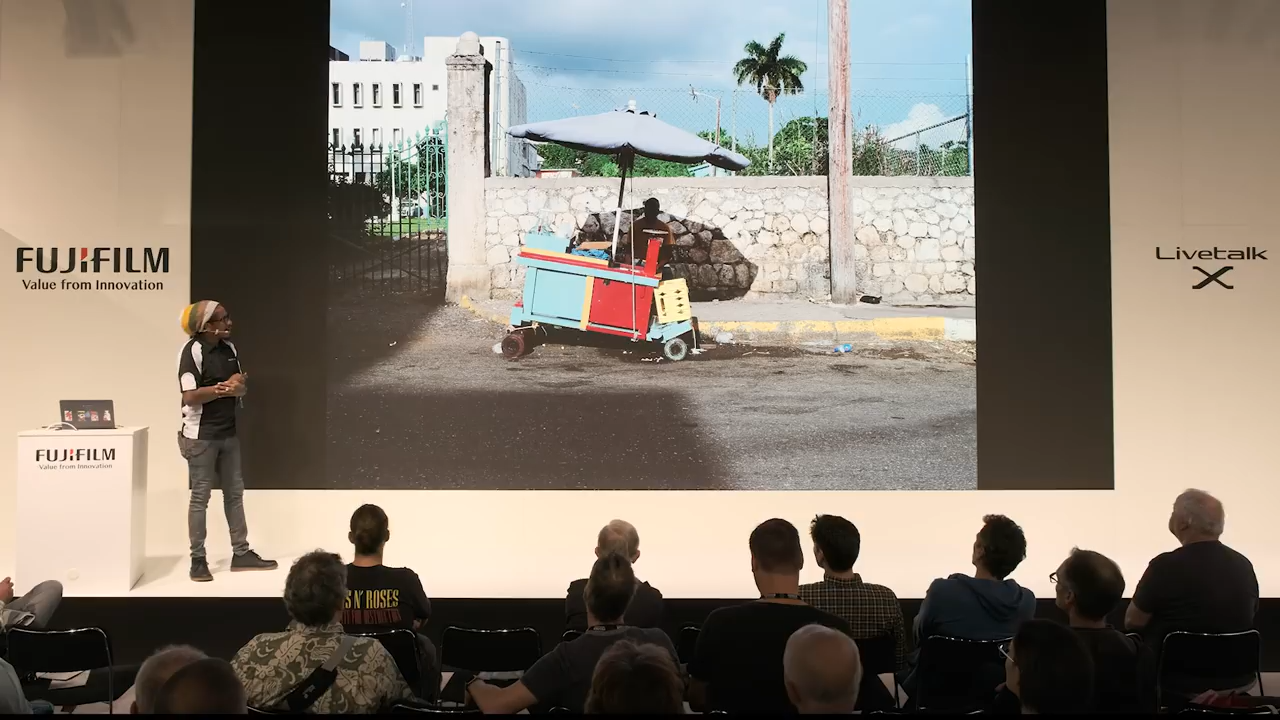 FUJIFILM
Value from Innovation
Livetalk
X
FUJIFILM
Value from Innovation
S N' ROSES